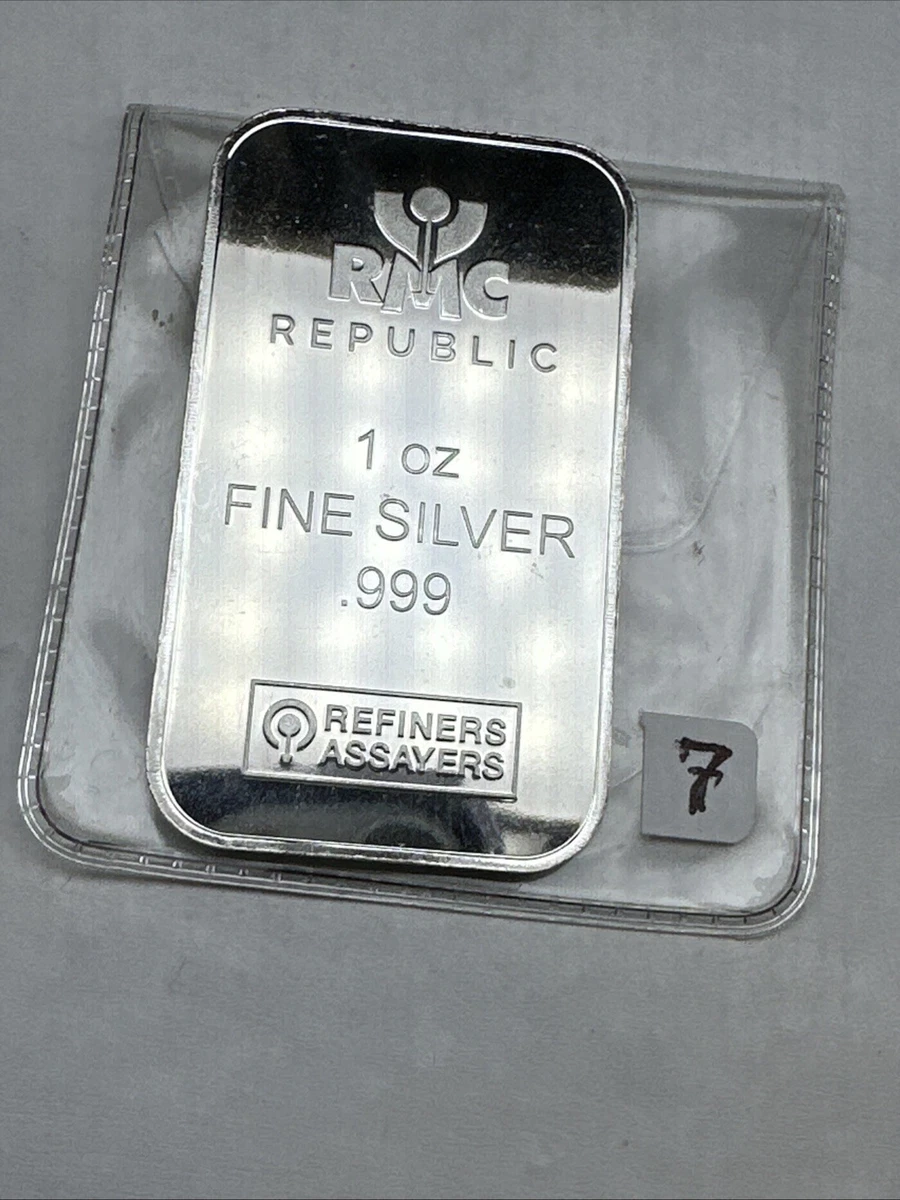 RMC
REPUBLIC
1 oz
FINE SILVER
.999
REFINERS
ASSAYERS
7